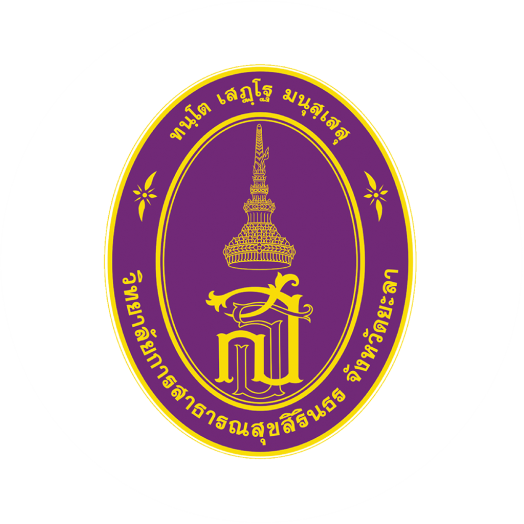 ทนฺโต เสฏฺโฐ มนุสฺเสสุ
วิทยาลัยการสาธารณสุขสิรินธร จังหวัดยะลา